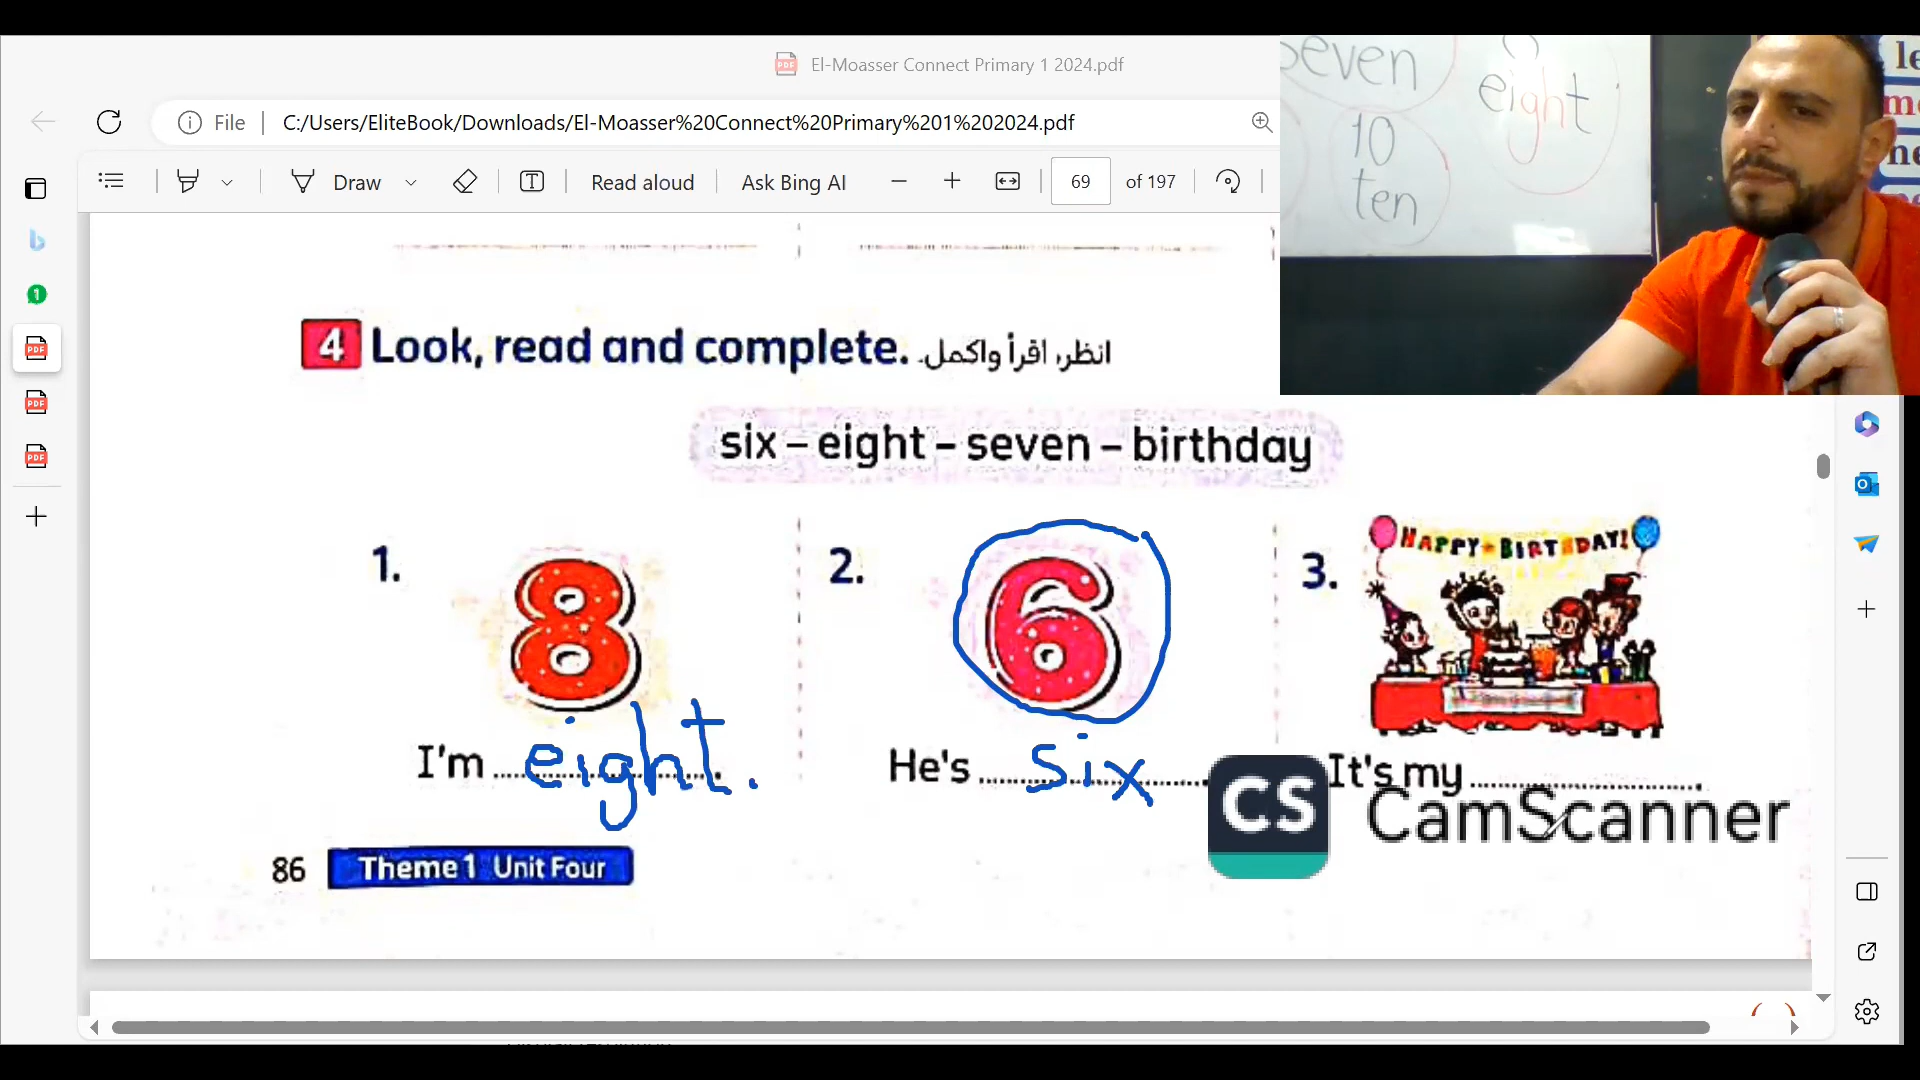 El-Moasser Connect Primary 1 2024.pdf
File
C:/Users/EliteBook/Downloads/El-Moasser%20Connect%20Primary%201%202024.pdf
Draw
Read aloud
Ask Bing AI
69
of 197
seven
eight
10
ten
4 Look, read and complete. انظر، اقرأ واكمل.
six – eight – seven – birthday
1.
8
2.
6
3.
HAPPY BIRTHDAY!
I'm eight.
He's six
It's my
CS CamScanner
86 Theme 1 Unit Four